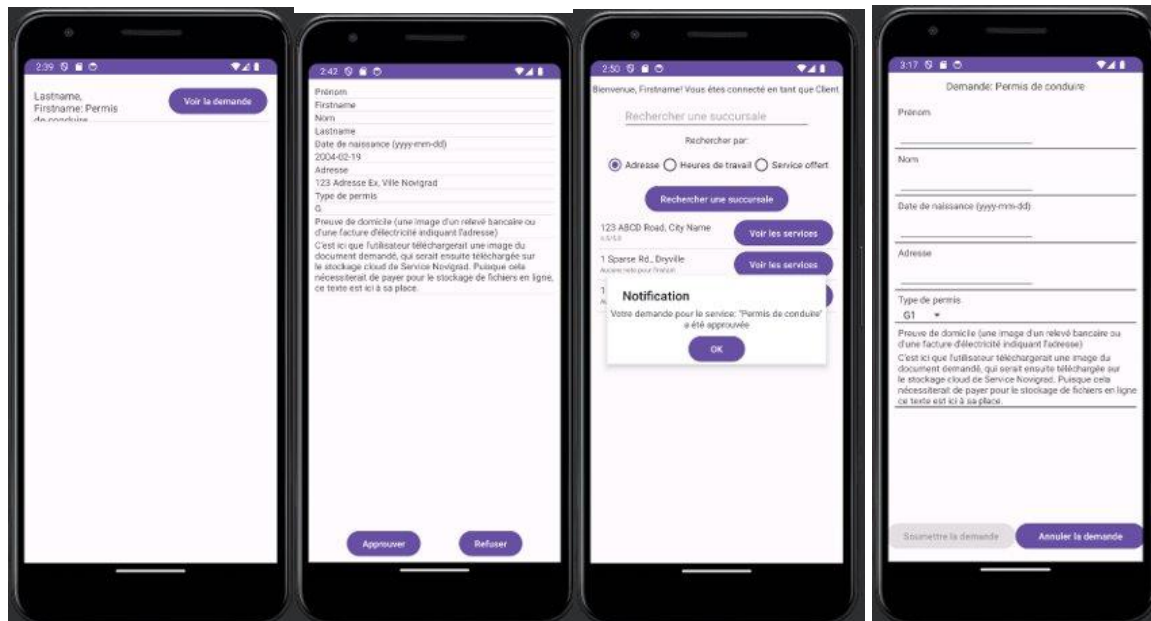 2:39
Lastname,
Firstname: Permis
de conduire
Voir la demande
2:42
Prénom
Firstname
Nom
Lastname
Date de naissance (yyyy-mm-dd)
2004-02-19
Adresse
123 Adresse Ex, Ville Novigrad
Type de permis
G
Preuve de domicile (une image d'un relevé bancaire ou
d'une facture d'électricité indiquant l'adresse)
C'est ici que l'utilisateur téléchargerait une image du
document demandé, qui serait ensuite téléchargée sur
le stockage cloud de Service Novigrad. Puisque cela
nécessiterait de payer pour le stockage de fichiers en ligne,
ce texte est ici à sa place.
Approuver
Refuser
2:50
Bienvenue, Firstname! Vous êtes connecté en tant que Client
Rechercher une succursale
Rechercher par:
Adresse
Heures de travail
Service offert
Rechercher une succursale
123 ABCD Road, City Name
Voir les services
1 Sparse Rd., Dryville
Aucune note pour l'instant
Voir les services
1
Notification
Votre demande pour le service: "Permis de conduire"
a été approuvée
OK
3:17
Demande: Permis de conduire
Prénom
Nom
Date de naissance (yyyy-mm-dd)
Adresse
Type de permis
G1
Preuve de domicile (une image d'un relevé bancaire ou
d'une facture d'électricité indiquant l'adresse)
C'est ici que l'utilisateur téléchargerait une image du
document demandé, qui serait ensuite téléchargée sur
le stockage cloud de Service Novigrad. Puisque cela
nécessiterait de payer pour le stockage de fichiers en ligne
ce texte est ici à sa place.
Soumettre la demande
Annuler la demande